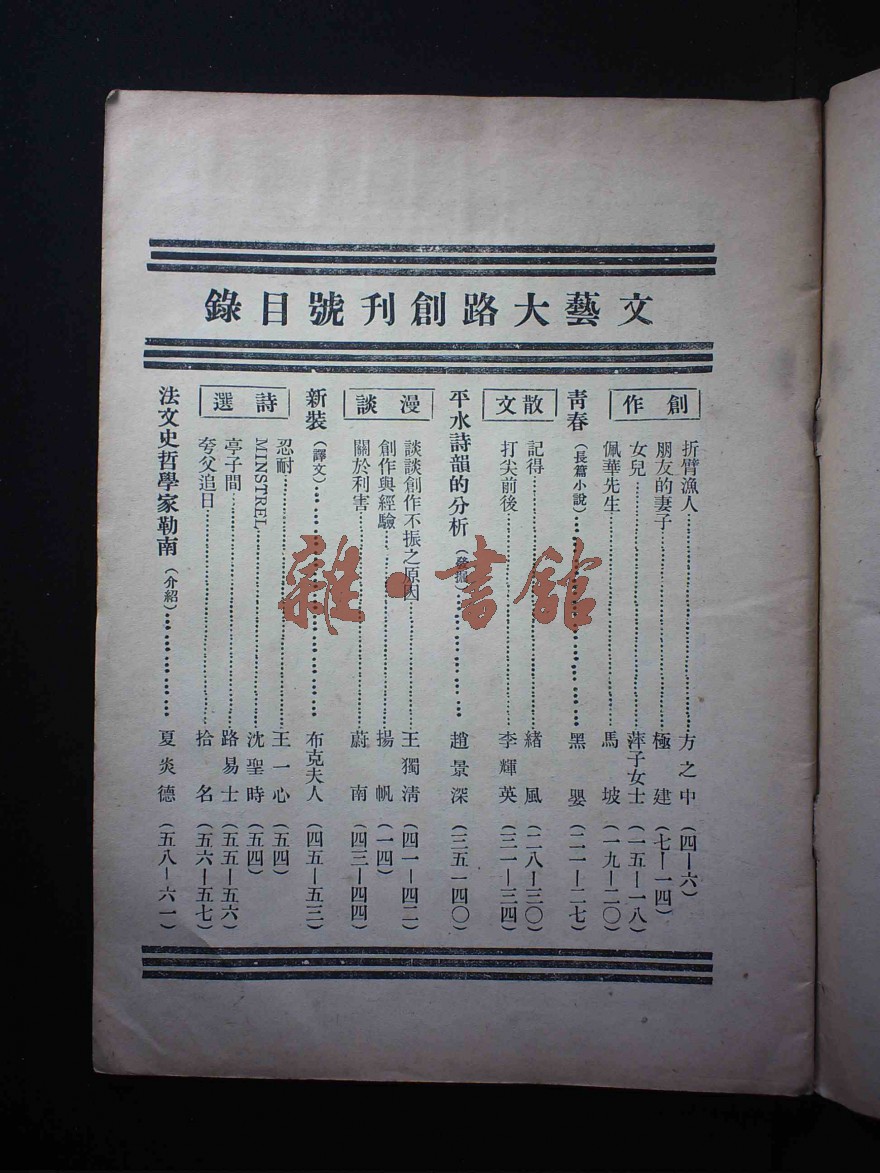 文藝大路創刊號目錄
創作
折臂漁人 方之中 (四—六)
朋友的妻子 極建 (七—一四)
女兒 萍子女士 (一五—一八)
佩華先生 馬坡 (一九—二〇)
青春 (長篇小說) 黑嬰 (二一—二七)
散文
記得 緒風 (二八—三〇)
打尖前後 李輝英 (三一—三四)
平水詩韻的分析 趙景深 (三五—四〇)
漫談
談談創作不振之原因 王獨清 (四一—四二)
創作與經驗 揚帆 (一四)
關於利害 蔚南 (四三—四四)
新裝 (譯文) 布克夫人 (四五—五三)
詩選
忍耐 王一心 (五四)
MINSTREL 沈聖時 (五四)
亭子間 路易士 (五五—五六)
夸父追日 拾名 (五六—五七)
法文史哲學家勒南 (介紹) 夏炎德 (五八—六一)
雜·書館